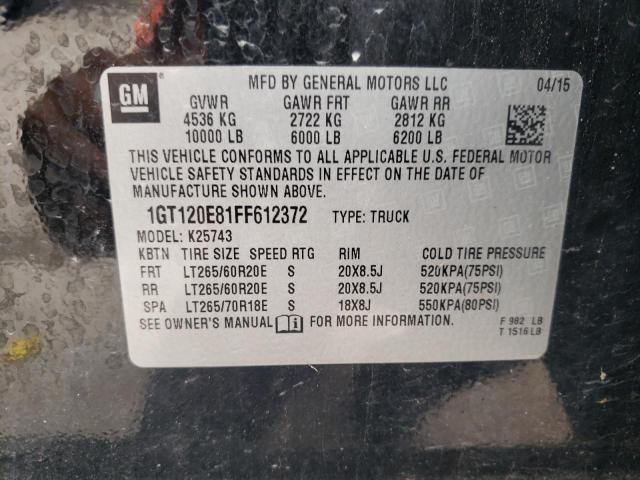 GM
MFD BY GENERAL MOTORS LLC 04/15
GVWR GAWR FRT GAWR RR
4536 KG 2722 KG 2812 KG
10000 LB 6000 LB 6200 LB
THIS VEHICLE CONFORMS TO ALL APPLICABLE U.S. FEDERAL MOTOR
VEHICLE SAFETY STANDARDS IN EFFECT ON THE DATE OF
MANUFACTURE SHOWN ABOVE.
1GT120E81FF612372 TYPE: TRUCK
MODEL: K25743
KBTN TIRE SIZE SPEED RTG RIM COLD TIRE PRESSURE
FRT LT265/60R20E S 20X8.5J 520KPA(75PSI)
RR LT265/60R20E S 20X8.5J 520KPA(75PSI)
SPA LT265/70R18E S 18X8J 550KPA(80PSI)
SEE OWNER'S MANUAL FOR MORE INFORMATION.
F 982 LB
T 1516 LB